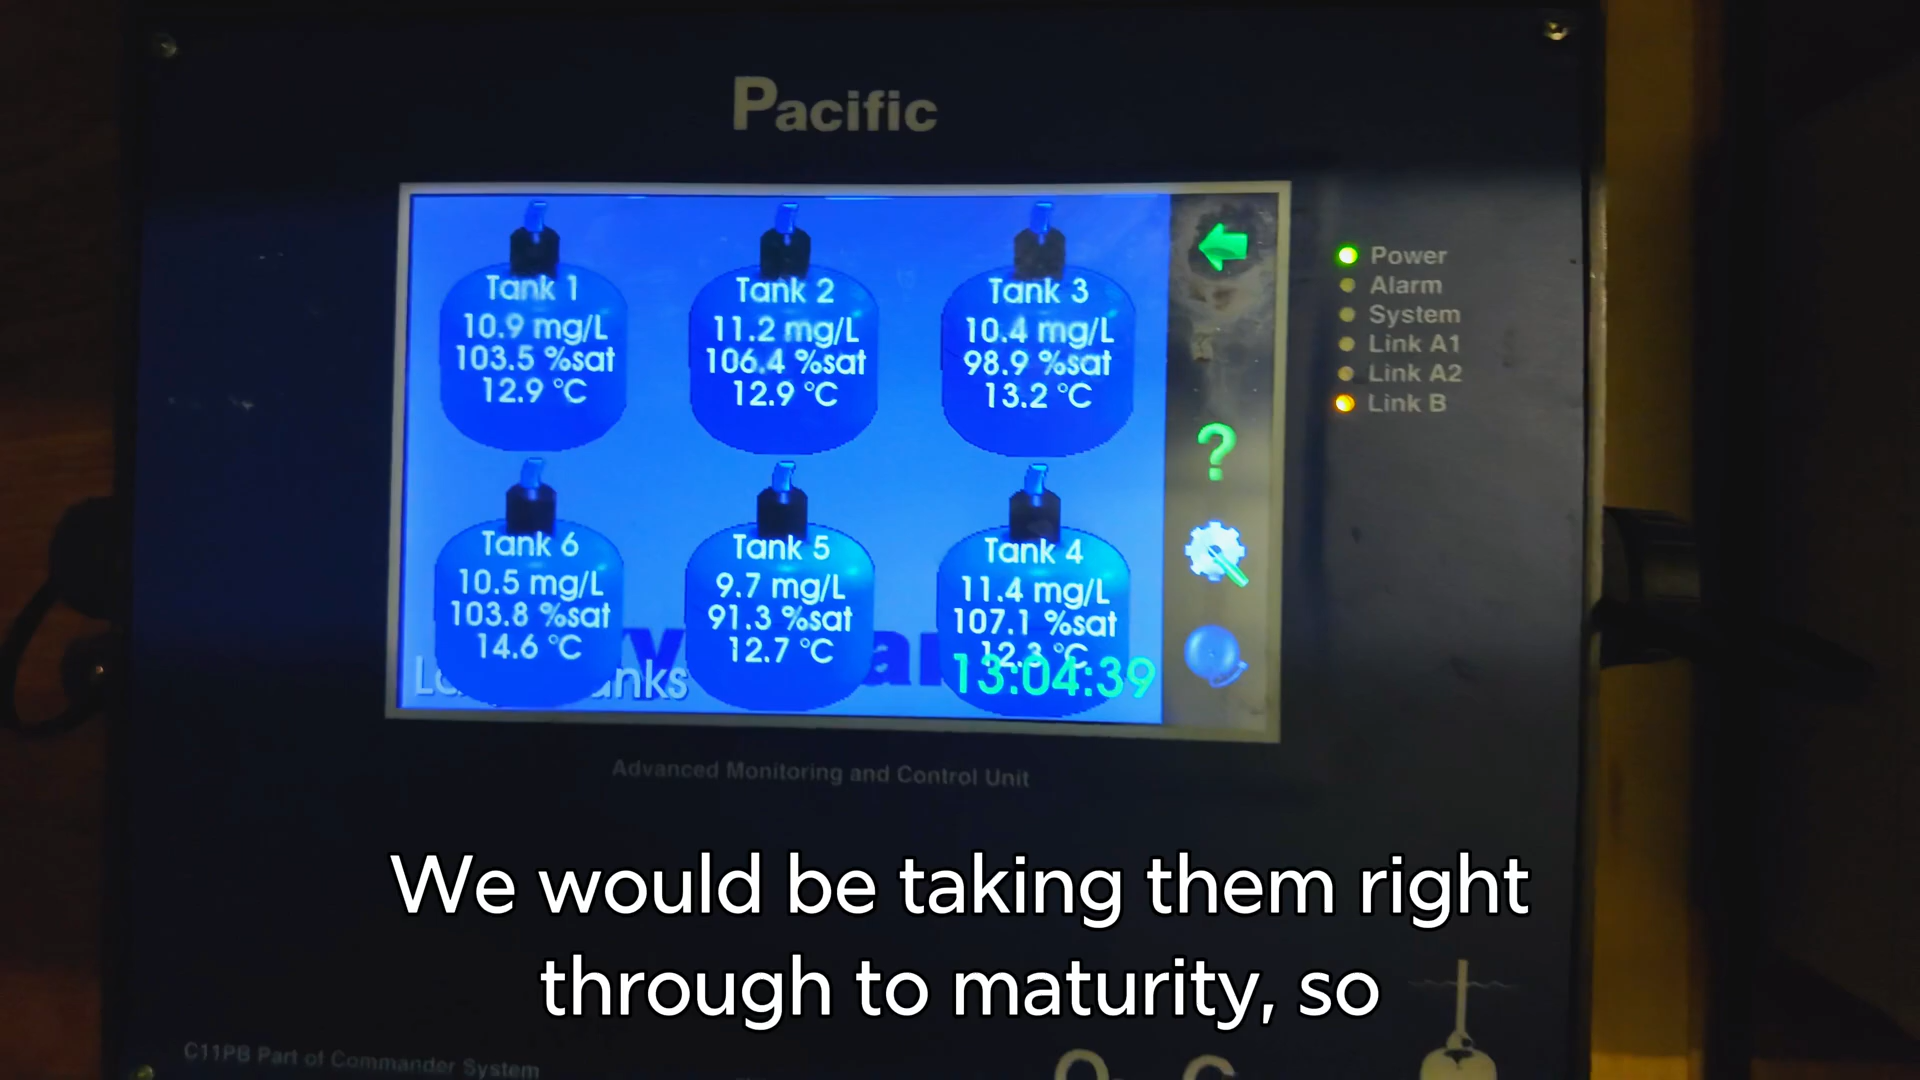 Pacific
Tank 1
10.9 mg/L
103.5 %sat
12.9 °C
Tank 2
11.2 mg/L
106.4 %sat
12.9 °C
Tank 3
10.4 mg/L
98.9 %sat
13.2 °C
Tank 6
10.5 mg/L
103.8 %sat
14.6 °C
Tank 5
9.7 mg/L
91.3 %sat
12.7 °C
Tank 4
11.4 mg/L
107.1 %sat
12.3 °C
13:04:39
?
Power
Alarm
System
Link A1
Link A2
Link B
Advanced Monitoring and Control Unit
We would be taking them right
through to maturity, so
C11PB Part of Commander System